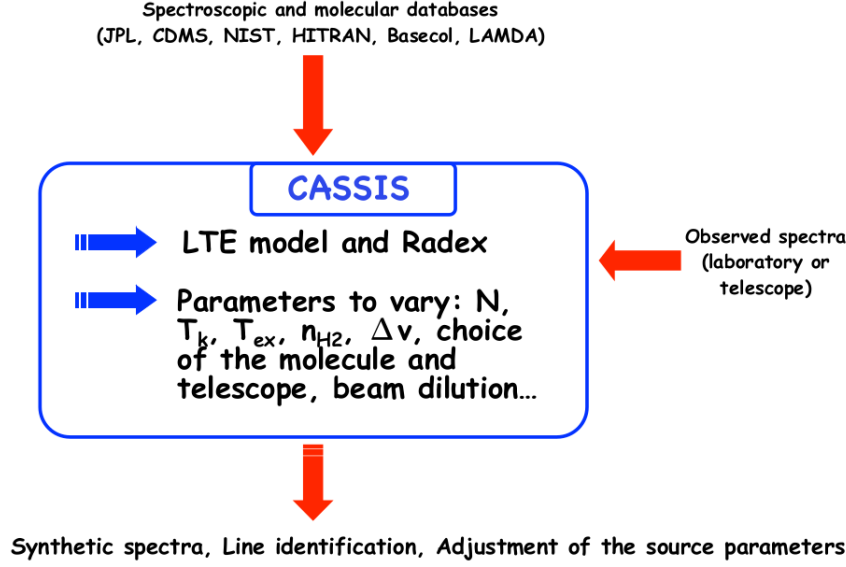 Spectroscopic and molecular databases
(JPL, CDMS, NIST, HITRAN, Basecol, LAMDA)
CASSIS
LTE model and Radex
Observed spectra
(laboratory or
telescope)
Parameters to vary: N,
Tk, Tex, nH2, Δv, choice
of the molecule and
telescope, beam dilution...
Synthetic spectra, Line identification, Adjustment of the source parameters